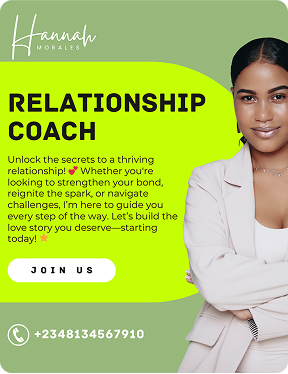 Hannah
MORALES
RELATIONSHIP
COACH
Unlock the secrets to a thriving
relationship! 💕 Whether you're
looking to strengthen your bond,
reignite the spark, or navigate
challenges, I'm here to guide you
every step of the way. Let's build the
love story you deserve—starting
today! 🌟
JOIN US
+2348134567910